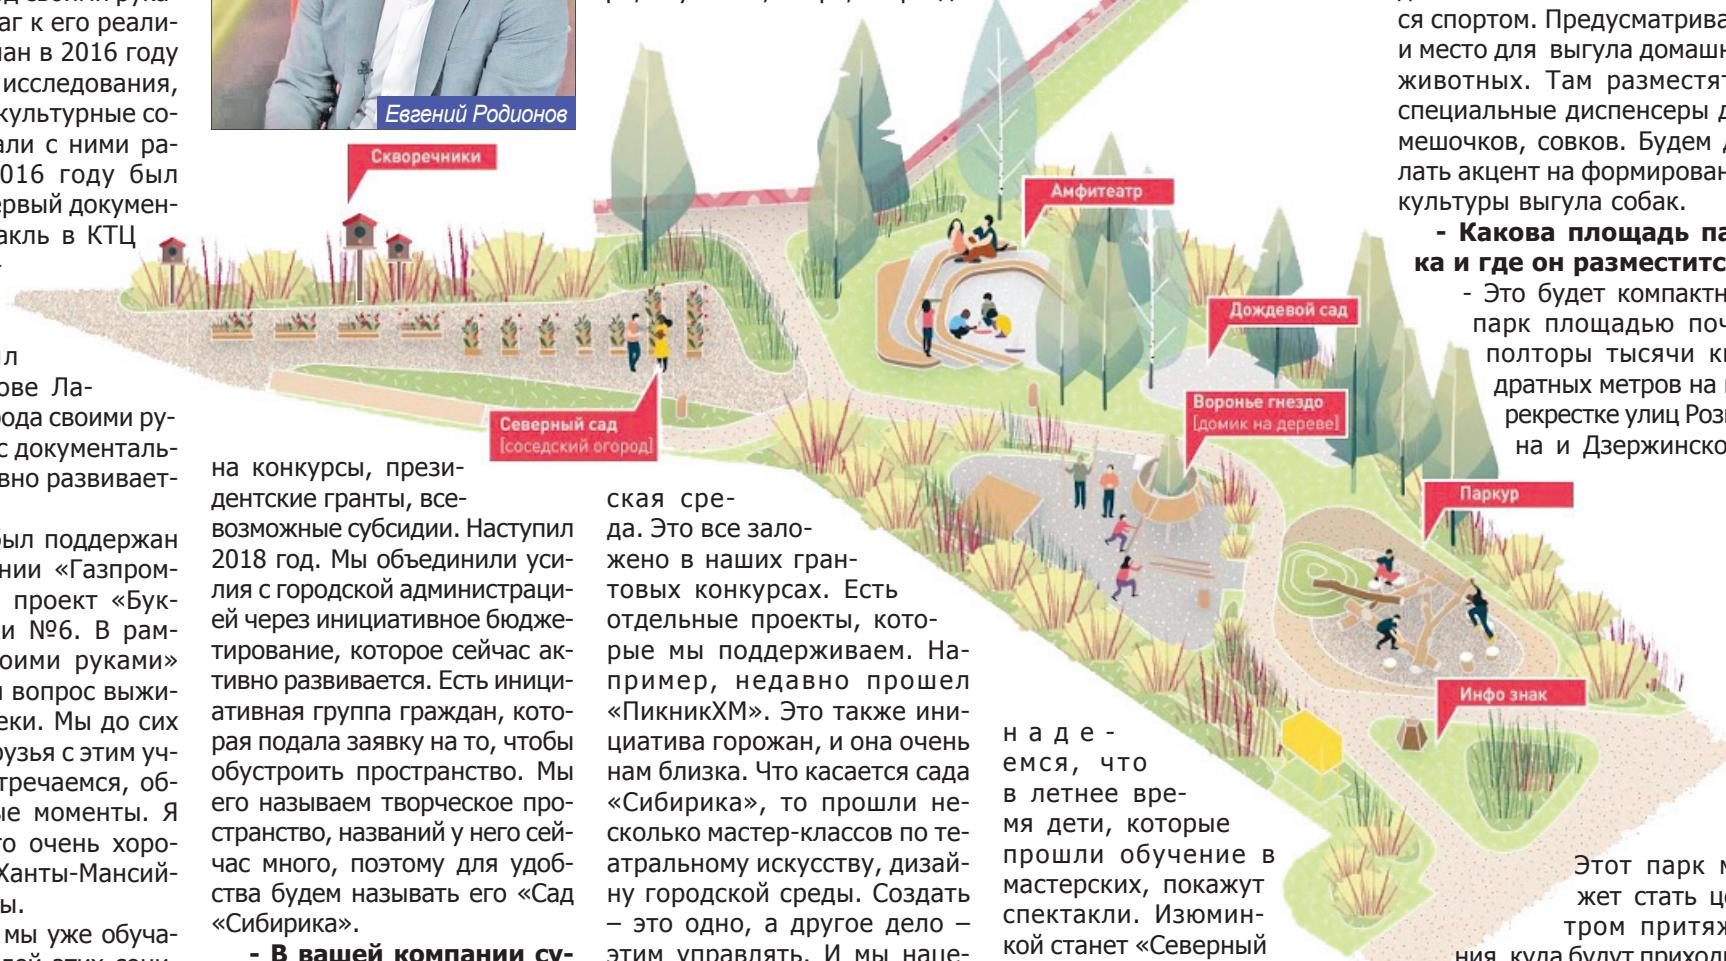 аг к его реали-
ан в 2016 году
исследования,
культурные со-
али с ними ра-
016 году был
ервый докумен-
акль в КТЦ
ове Ла-
рода своими ру-
с документаль-
вно развивает-
был поддержан
нии «Газпром-
проект «Бук-
и №6. В рам-
оими руками»
и вопрос выжи-
еки. Мы до сих
рузья с этим уч-
тречаемся, об-
ые моменты. Я
то очень хоро-
Ханты-Мансий-
ы.
мы уже обуча-
Евгений Родионов
Скворечники
Амфитеатр
Дождевой сад
Воронье гнездо
[домик на дереве]
Северный сад
[соседский огород]
Паркур
Инфо знак
на конкурсы, прези-
дентские гранты, все-
возможные субсидии. Наступил
2018 год. Мы объединили уси-
лия с городской администраци-
ей через инициативное бюдже-
тирование, которое сейчас ак-
тивно развивается. Есть иници-
ативная группа граждан, кото-
рая подала заявку на то, чтобы
обустроить пространство. Мы
его называем творческое про-
странство, названий у него сей-
час много, поэтому для удоб-
ства будем называть его «Сад
«Сибирика».
- В вашей компании су-
ская сре-
да. Это все зало-
жено в наших гран-
товых конкурсах. Есть
отдельные проекты, кото-
рые мы поддерживаем. На-
пример, недавно прошел
«ПикникХМ». Это также ини-
циатива горожан, и она очень
нам близка. Что касается сада
«Сибирика», то прошли не-
сколько мастер-классов по те-
атральному искусству, дизай-
ну городской среды. Создать
– это одно, а другое дело –
этим управлять. И мы наце-
наде-
емся, что
в летнее вре-
мя дети, которые
прошли обучение в
мастерских, покажут
спектакли. Изюмин-
кой станет «Северный
ся спортом. Предусматрива
и место для выгула домашн
животных. Там разместят
специальные диспенсеры д
мешочков, совков. Будем д
лать акцент на формирован
культуры выгула собак.
- Какова площадь па
ка и где он разместитс
- Это будет компактн
парк площадью поч
полторы тысячи к
дратных метров на п
рекрестке улиц Розн
на и Дзержинско
Этот парк м
жет стать це
тром притяж
ния, куда будут приход